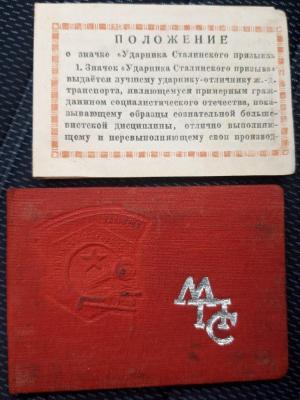 ПОЛОЖЕНИЕ
о значке «Ударника Сталинского призыва»
1. Значок «Ударника Сталинского призыва»
выдаётся лучшему ударнику-отличнику ж.-д.
транспорта, являющемуся примерным граж-
данином социалистического отечества, пока-
зывающему образцы сознательной больше-
вистской дисциплины, отлично выполняю-
щему и перевыполняющему свои производ-
МТС